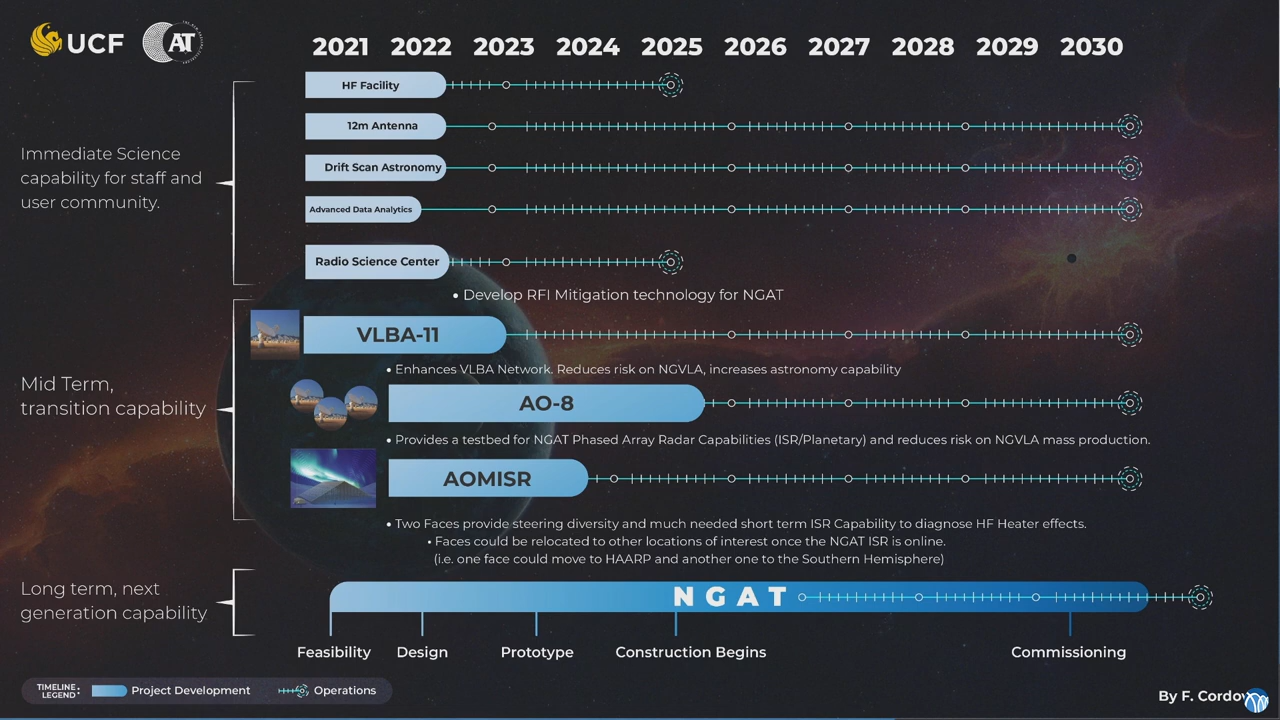 UCF
AT
2021 2022 2023 2024 2025 2026 2027 2028 2029 2030
Immediate Science
capability for staff and
user community.
HF Facility
12m Antenna
Drift Scan Astronomy
Advanced Data Analytics
Radio Science Center
• Develop RFI Mitigation technology for NGAT
Mid Term,
transition capability
VLBA-11
• Enhances VLBA Network. Reduces risk on NGVLA, increases astronomy capability
AO-8
• Provides a testbed for NGAT Phased Array Radar Capabilities (ISR/Planetary) and reduces risk on NGVLA mass production.
AOMISR
• Two Faces provide steering diversity and much needed short term ISR Capability to diagnose HF Heater effects.
• Faces could be relocated to other locations of interest once the NGAT ISR is online.
(i.e. one face could move to HAARP and another one to the Southern Hemisphere)
Long term, next
generation capability
NGAT
Feasibility Design Prototype Construction Begins Commissioning
TIMELINE
LEGEND:
Project Development
Operations
By F.